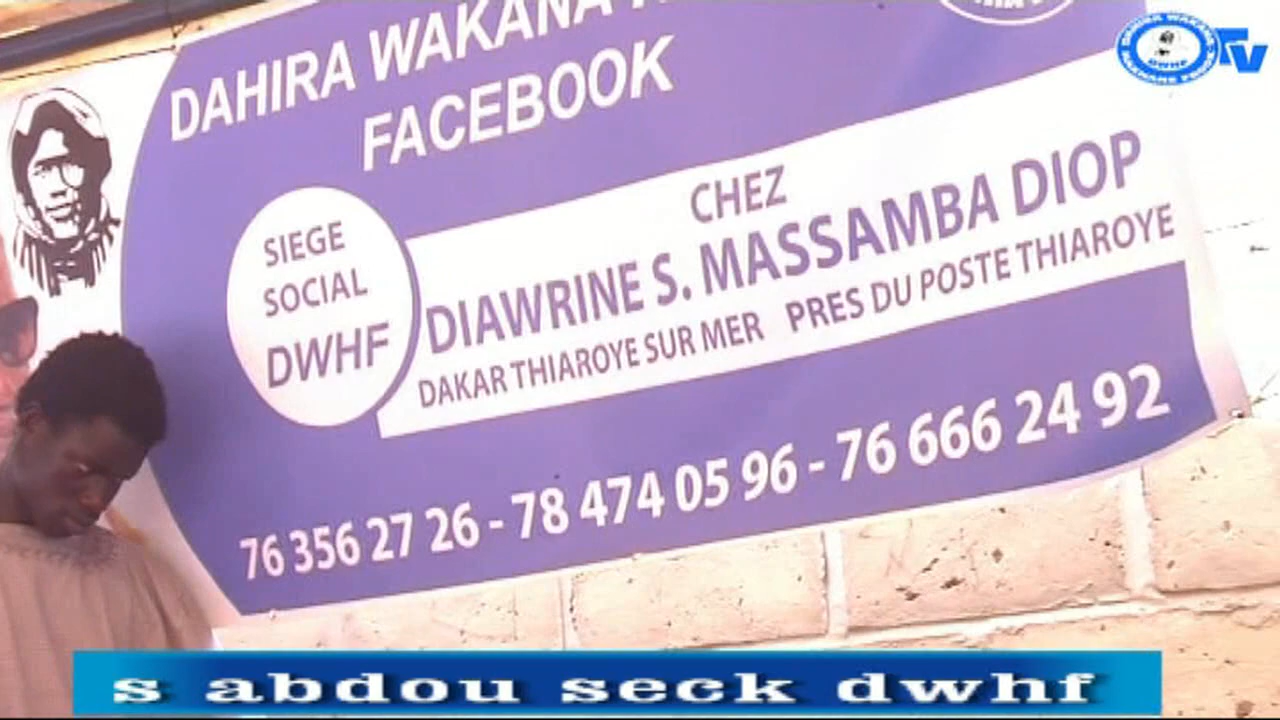 DAHIRA WAKANA
FACEBOOK
SIEGE
SOCIAL
DWHF
CHEZ
DIAWRINE S. MASSAMBA DIOP
DAKAR THIAROYE SUR MER PRES DU POSTE THIAROYE
76 356 27 26 - 78 474 05 96 - 76 666 24 92
TV
s abdou seck dwhf